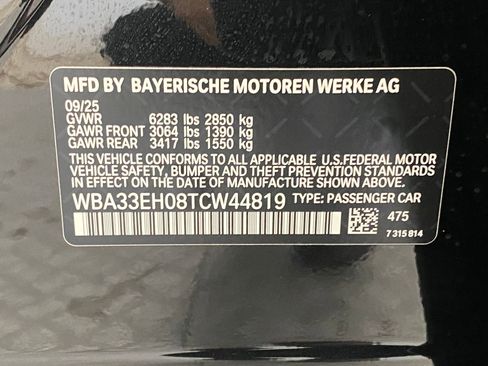 MFD BY BAYERISCHE MOTOREN WERKE AG
09/25
GVWR 6283 lbs 2850 kg
GAWR FRONT 3064 lbs 1390 kg
GAWR REAR 3417 lbs 1550 kg
THIS VEHICLE CONFORMS TO ALL APPLICABLE U.S.FEDERAL MOTOR
VEHICLE SAFETY, BUMPER AND THEFT PREVENTION STANDARDS
IN EFFECT ON THE DATE OF MANUFACTURE SHOWN ABOVE.
WBA33EH08TCW44819 TYPE: PASSENGER CAR
475
7 315 814